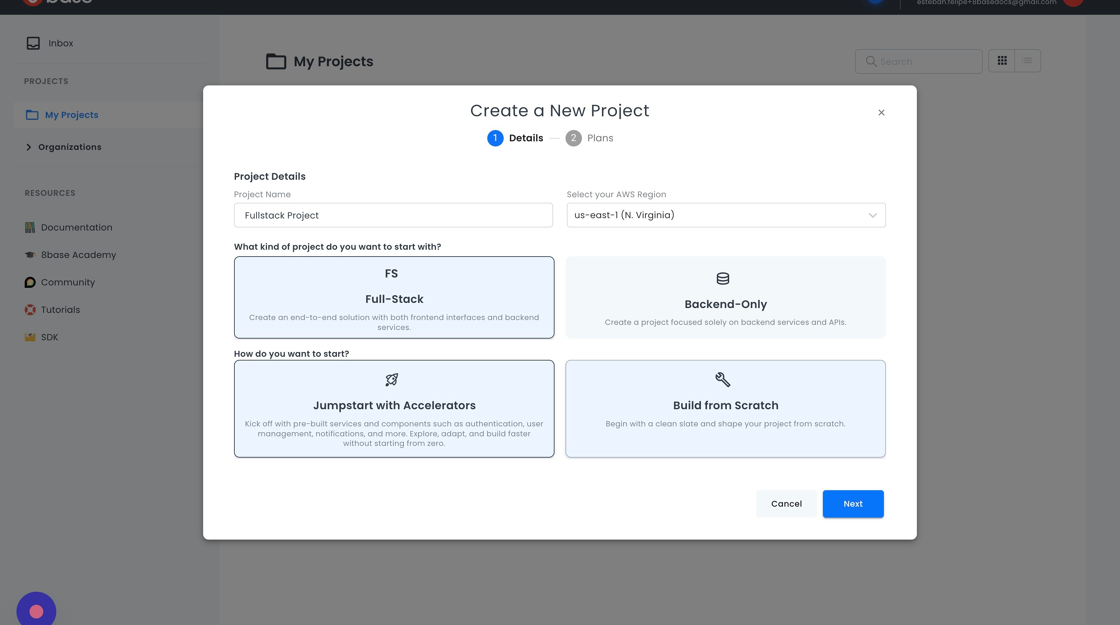 esteban.felipe+8basedocs@gmail.com
Inbox
PROJECTS
My Projects
Organizations
RESOURCES
Documentation
8base Academy
Community
Tutorials
SDK
My Projects
Search
Create a New Project
1 Details 2 Plans
Project Details
Project Name
Select your AWS Region
Fullstack Project
us-east-1 (N. Virginia)
What kind of project do you want to start with?
FS
Full-Stack
Create an end-to-end solution with both frontend interfaces and backend
services.
Backend-Only
Create a project focused solely on backend services and APIs.
How do you want to start?
Jumpstart with Accelerators
Kick off with pre-built services and components such as authentication, user
management, notifications, and more. Explore, adapt, and build faster
without starting from zero.
Build from Scratch
Begin with a clean slate and shape your project from scratch.
Cancel
Next